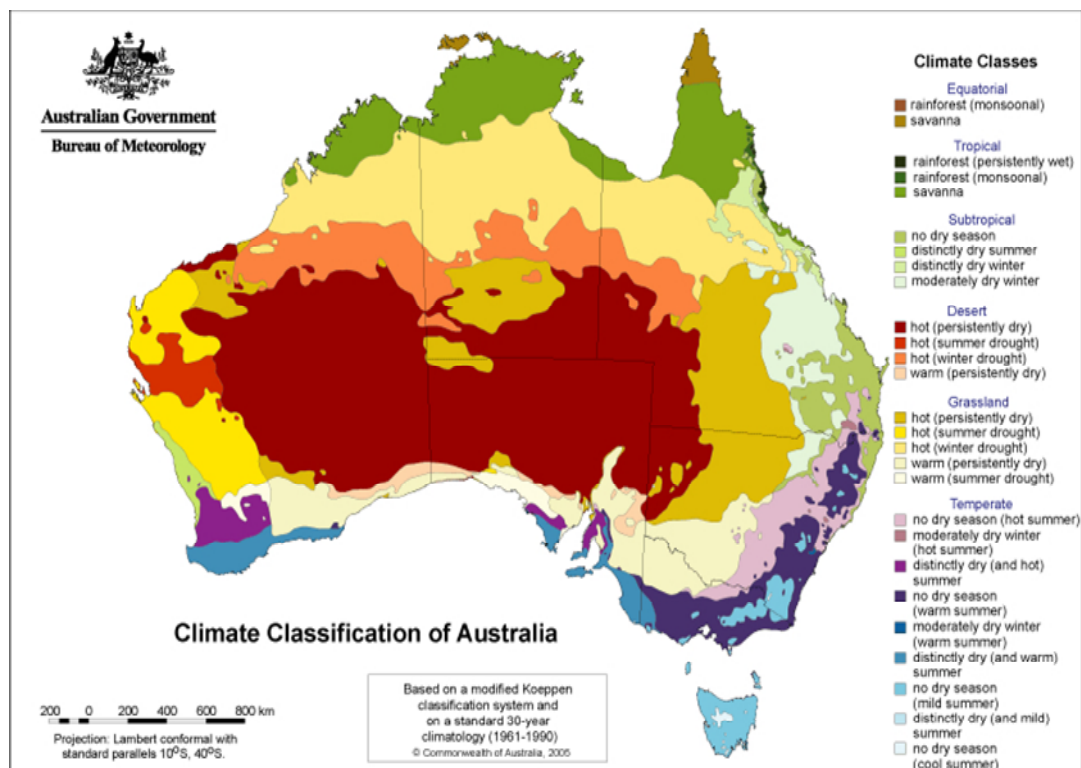 Australian Government
Bureau of Meteorology
Climate Classes
Equatorial
rainforest (monsoonal)
savanna
Tropical
rainforest (persistently wet)
rainforest (monsoonal)
savanna
Subtropical
no dry season
distinctly dry summer
distinctly dry winter
moderately dry winter
Desert
hot (persistently dry)
hot (summer drought)
hot (winter drought)
warm (persistently dry)
Grassland
hot (persistently dry)
hot (summer drought)
hot (winter drought)
warm (persistently dry)
warm (summer drought)
Temperate
no dry season (hot summer)
moderately dry winter
(hot summer)
distinctly dry (and hot)
summer
no dry season
(warm summer)
moderately dry winter
(warm summer)
distinctly dry (and warm)
summer
no dry season
(mild summer)
distinctly dry (and mild)
summer
no dry season
(cool summer)
Climate Classification of Australia
Based on a modified Koeppen
classification system and
on a standard 30-year
climatology (1961-1990)
© Commonwealth of Australia, 2005
200 0 200 400 600 800 km
Projection: Lambert conformal with
standard parallels 10°S, 40°S.